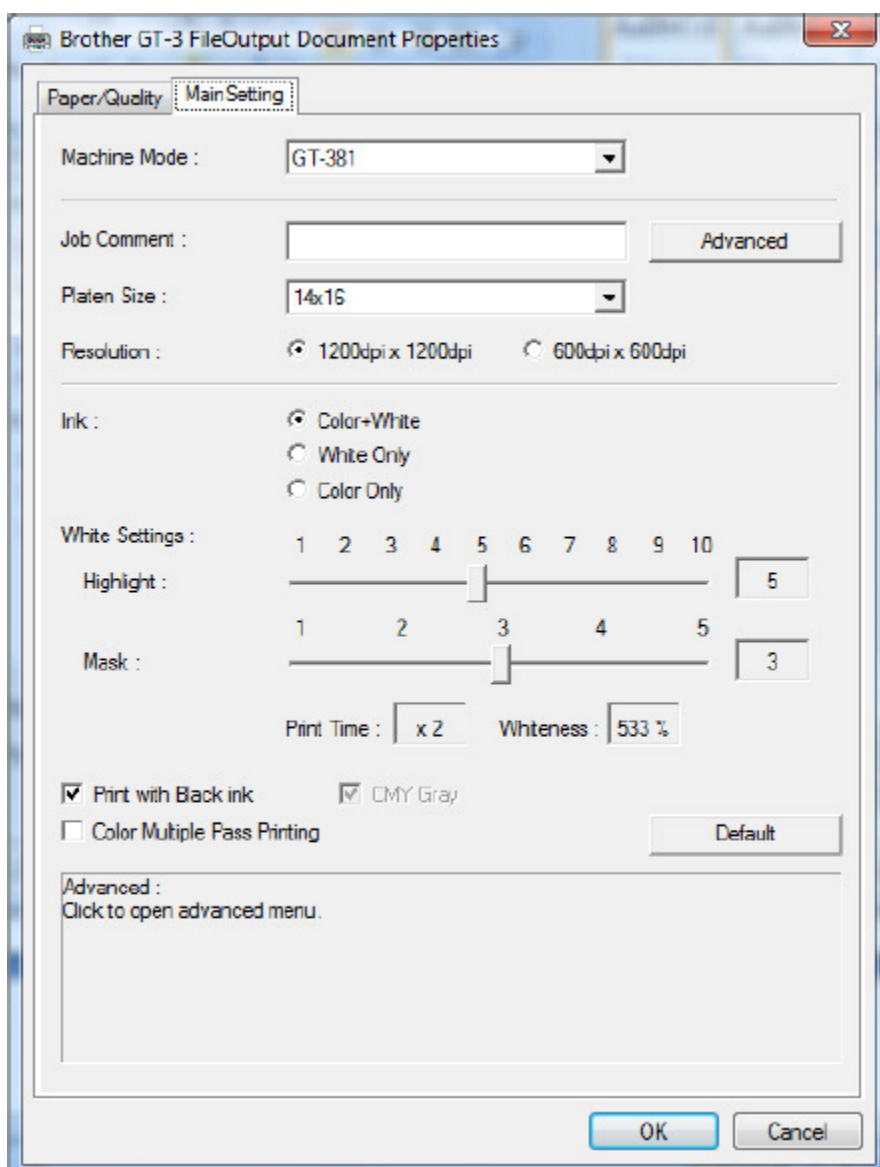 Brother GT-3 FileOutput Document Properties
Paper/Quality Main Setting
Machine Mode : GT-381
Job Comment : Advanced
Platen Size : 14x16
Resolution : 1200dpi x 1200dpi 600dpi x 600dpi
Ink : Color+White
White Only
Color Only
White Settings : 1 2 3 4 5 6 7 8 9 10
Highlight : 5
1 2 3 4 5
Mask : 3
Print Time : x 2 Whiteness : 533 %
Print with Black ink CMY Gray
Color Multiple Pass Printing Default
Advanced :
Click to open advanced menu.
OK Cancel